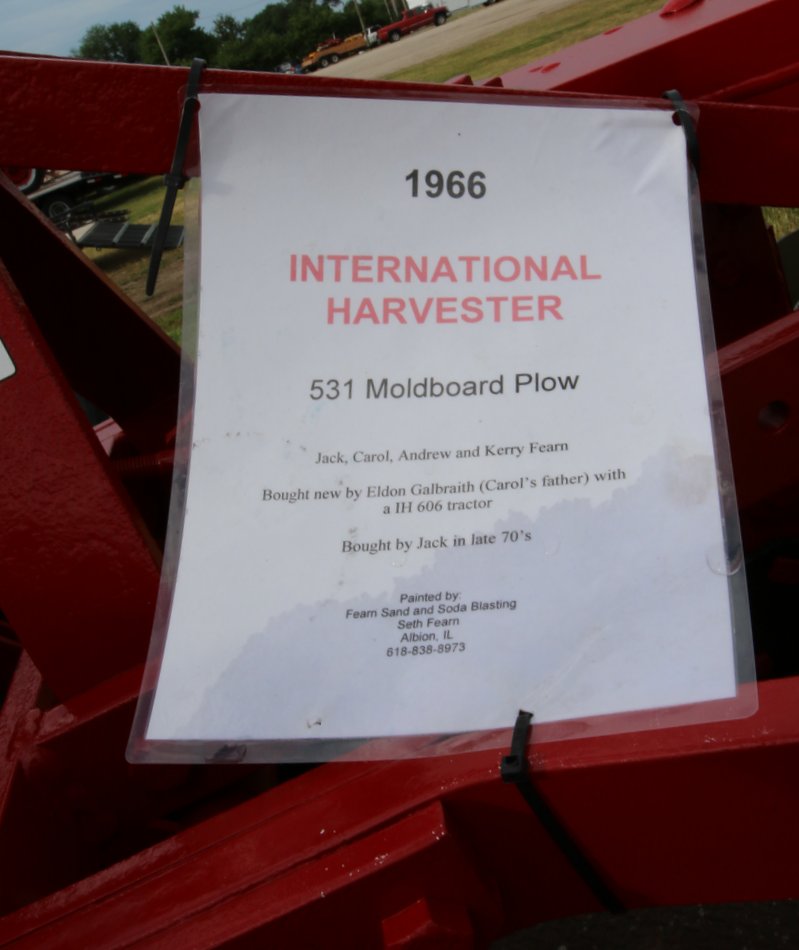 1966
INTERNATIONAL
HARVESTER
531 Moldboard Plow
Jack, Carol, Andrew and Kerry Fearn
Bought new by Eldon Galbraith (Carol's father) with
a IH 606 tractor
Bought by Jack in late 70's
Painted by:
Fearn Sand and Soda Blasting
Seth Fearn
Albion, IL
618-838-8973